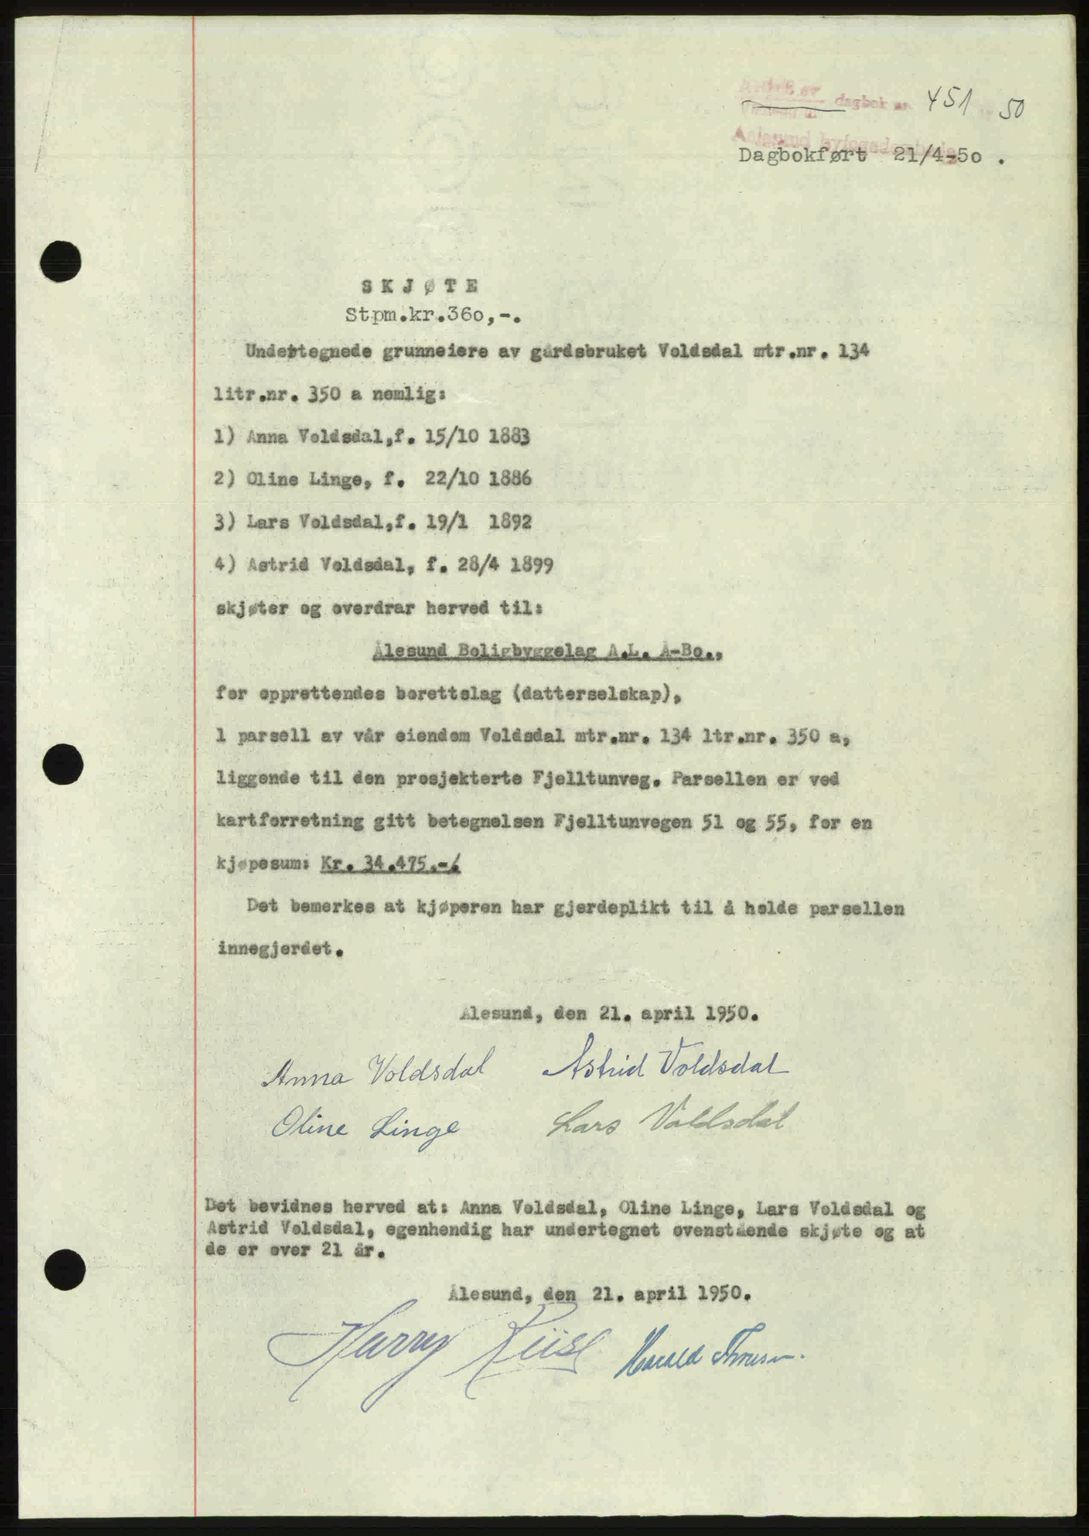 dagbok nr. 451 50
Dagbokført 21/4-50 .
SKJØTE
Stpm.kr.360,-.
Undertegnede grunneiere av gårdsbruket Voldsdal mtr.nr. 134
litr.nr. 350 a nemlig:
1) Anna Voldsdal,f. 15/10 1883
2) Oline Linge, f. 22/10 1886
3) Lars Voldsdal,f. 19/1 1892
4) Astrid Voldsdal, f. 28/4 1899
skjøter og overdrar herved til:
Ålesund Boligbyggelag A.L. Å-Bo.,
for opprettendes borettslag (datterselskap),
1 parsell av vår eiendom Voldsdal mtr.nr. 134 ltr.nr. 350 a,
liggende til den prosjekterte Fjelltunveg. Parsellen er ved
kartforretning gitt betegnelsen Fjelltunvegen 51 og 55, for en
kjøpesum: Kr. 34.475.-/
Det bemerkes at kjøperen har gjerdeplikt til å holde parsellen
innegjerdet.
Ålesund, den 21. april 1950.
Anna Voldsdal Astrid Voldsdal
Oline Linge Lars Voldsdal
Det bevidnes herved at: Anna Voldsdal, Oline Linge, Lars Voldsdal og
Astrid Voldsdal, egenhendig har undertegnet ovenstående skjøte og at
de er over 21 år.
Ålesund, den 21. april 1950.
Harry Harald